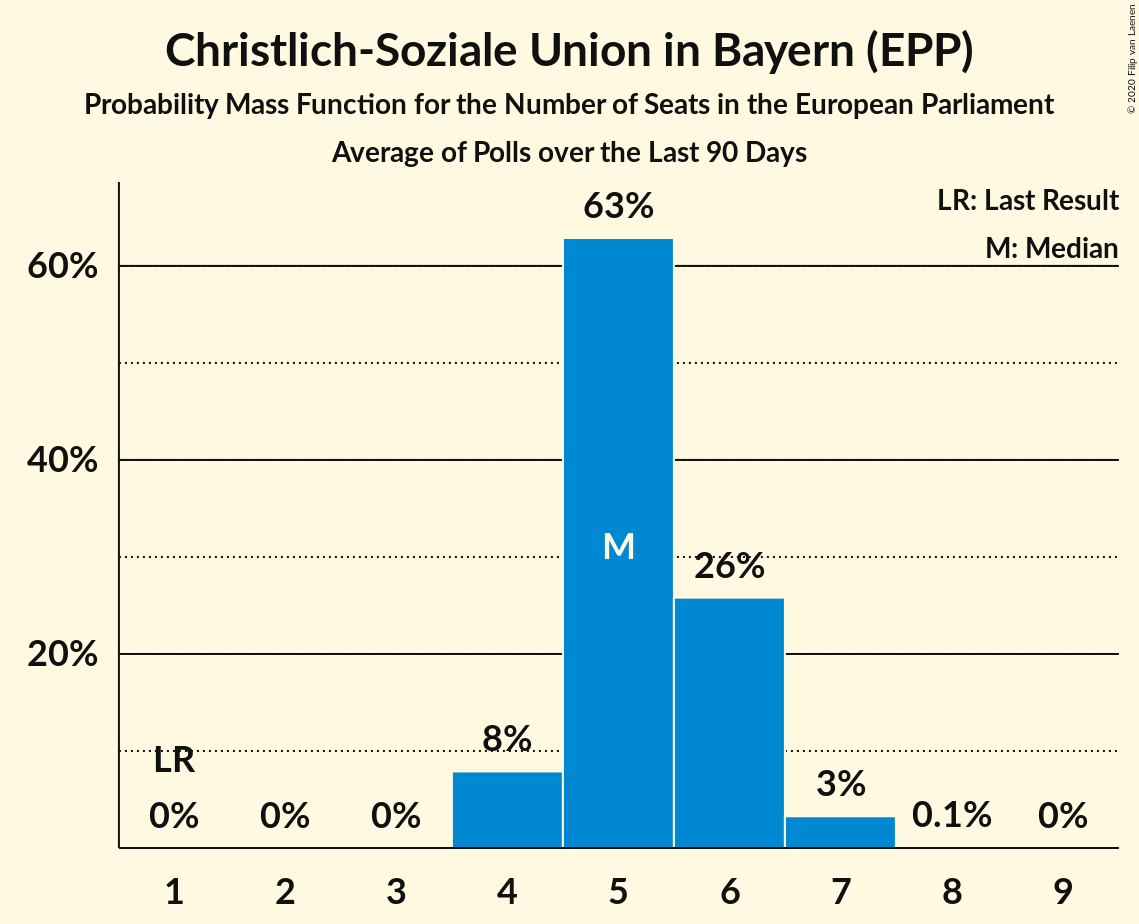 Christlich-Soziale Union in Bayern (EPP)
Probability Mass Function for the Number of Seats in the European Parliament
Average of Polls over the Last 90 Days
© 2020 Filip van Laenen
LR: Last Result
M: Median
63%
60%
40%
M
26%
20%
8%
LR
3%
0% 0% 0% 0.1% 0%
1 2 3 4 5 6 7 8 9